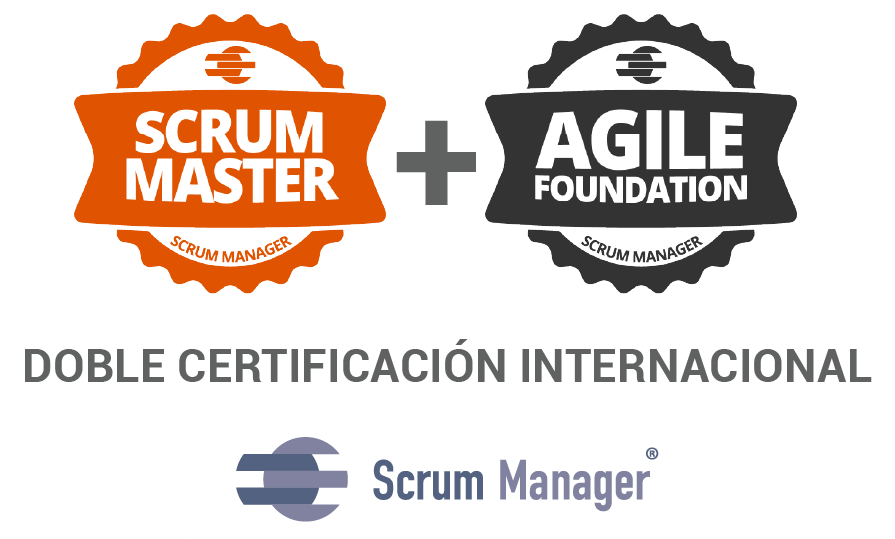 SCRUM
MASTER
SCRUM MANAGER
+
AGILE
FOUNDATION
SCRUM MANAGER
DOBLE CERTIFICACIÓN INTERNACIONAL
Scrum Manager®